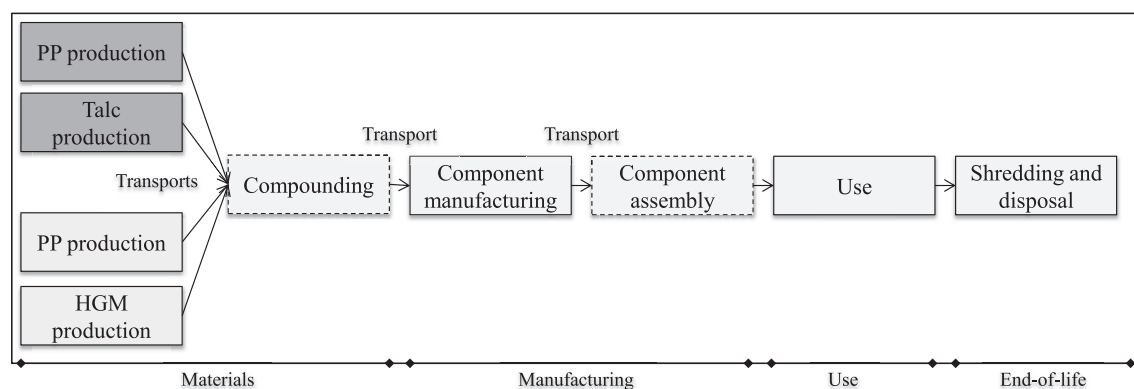 PP production
Talc
production
Transports
PP production
HGM
production
Compounding
Transport
Component
manufacturing
Transport
Component
assembly
Use
Shredding and
disposal
Materials
Manufacturing
Use
End-of-life